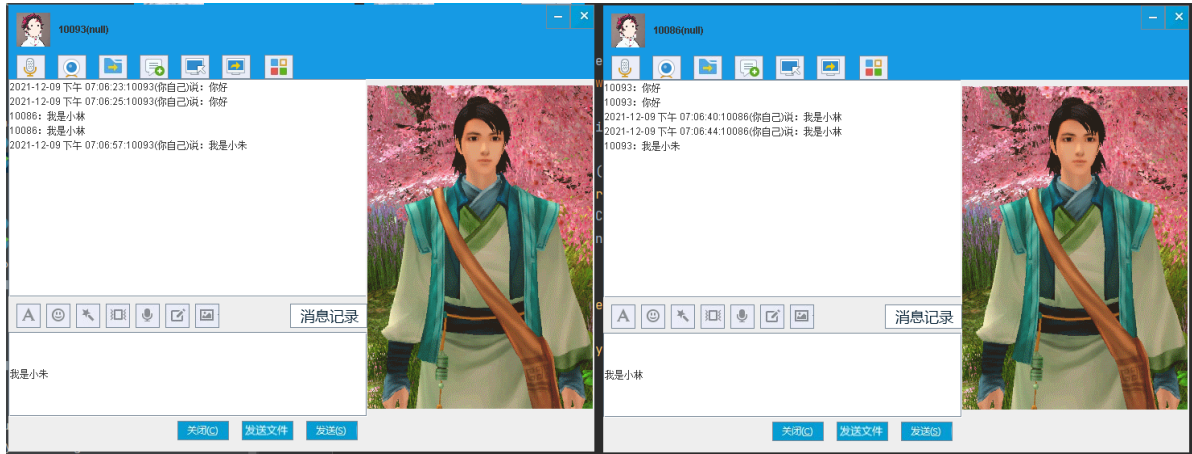 10093(null)
2021-12-09 下午 07:06:23:10093(你自己)说：你好
2021-12-09 下午 07:06:25:10093(你自己)说：你好
10086：我是小林
10086：我是小林
2021-12-09 下午 07:06:57:10093(你自己)说：我是小朱
消息记录
我是小朱
关闭(C)
发送文件
发送(S)
10086(null)
10093：你好
10093：你好
2021-12-09 下午 07:06:40:10086(你自己)说：我是小林
2021-12-09 下午 07:06:44:10086(你自己)说：我是小林
10093：我是小朱
消息记录
我是小林
关闭(C)
发送文件
发送(S)